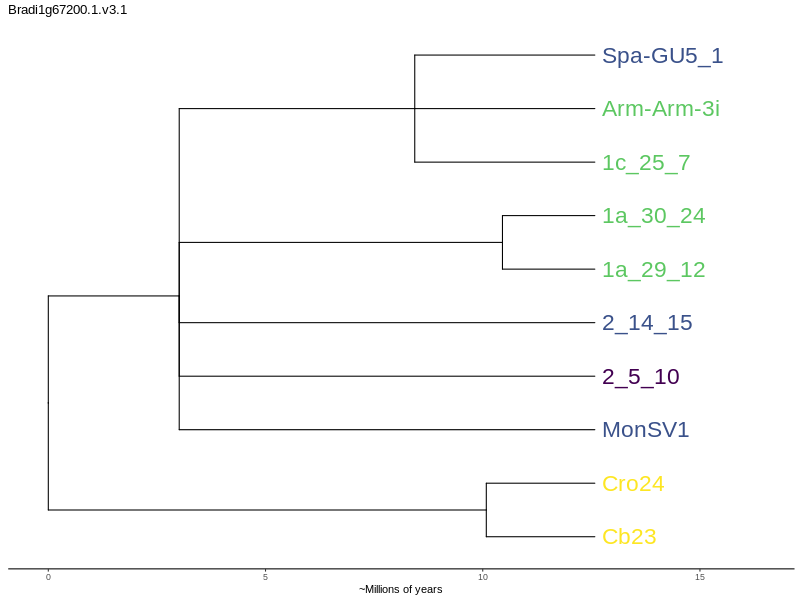 Bradi1g67200.1.v3.1
Spa-GU5_1
Arm-Arm-3i
1c_25_7
1a_30_24
1a_29_12
2_14_15
2_5_10
MonSV1
Cro24
Cb23
0 5 10 15
~Millions of years